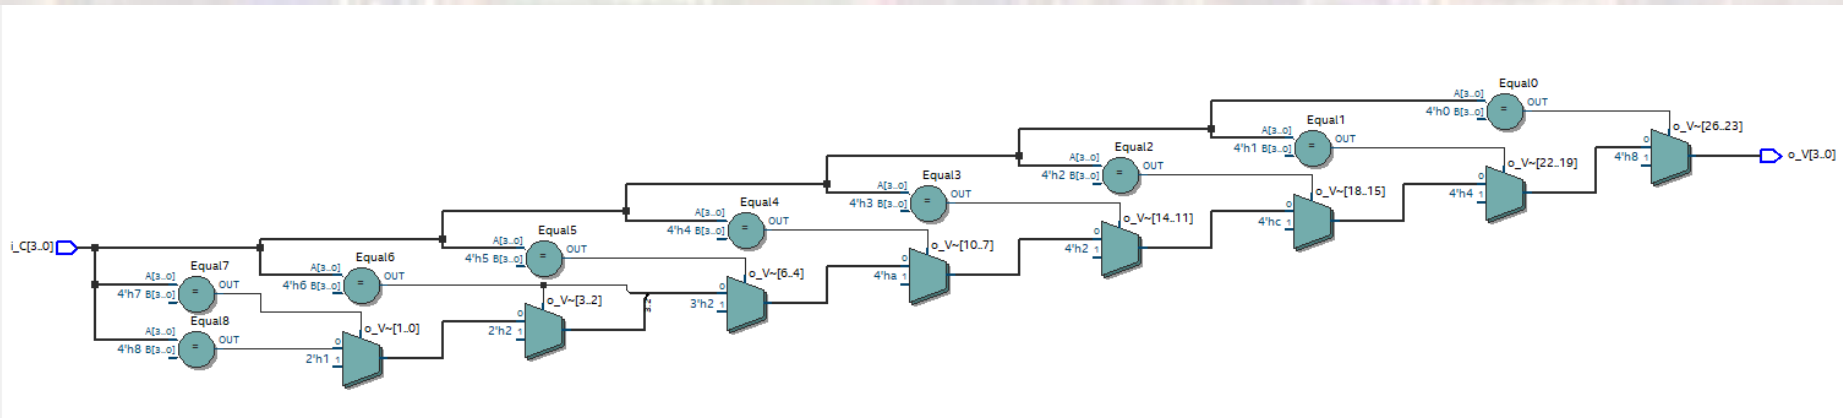 Equal0
A[3..0]
4'h0 B[3..0]
=
OUT
o_V~[26..23]
0
4'h8 1
o_V[3..0]
Equal1
A[3..0]
4'h1 B[3..0]
=
OUT
o_V~[22..19]
0
4'h4 1
Equal2
A[3..0]
4'h2 B[3..0]
=
OUT
o_V~[18..15]
0
4'hc 1
Equal3
A[3..0]
4'h3 B[3..0]
=
OUT
o_V~[14..11]
0
4'h2 1
Equal4
A[3..0]
4'h4 B[3..0]
=
OUT
o_V~[10..7]
0
4'ha 1
Equal5
A[3..0]
4'h5 B[3..0]
=
OUT
o_V~[6..4]
0
3'h2 1
i_C[3..0]
Equal6
A[3..0]
4'h6 B[3..0]
=
OUT
o_V~[3..2]
0
2'h2 1
Equal7
A[3..0]
4'h7 B[3..0]
=
OUT
o_V~[1..0]
0
2'h1 1
Equal8
A[3..0]
4'h8 B[3..0]
=
OUT